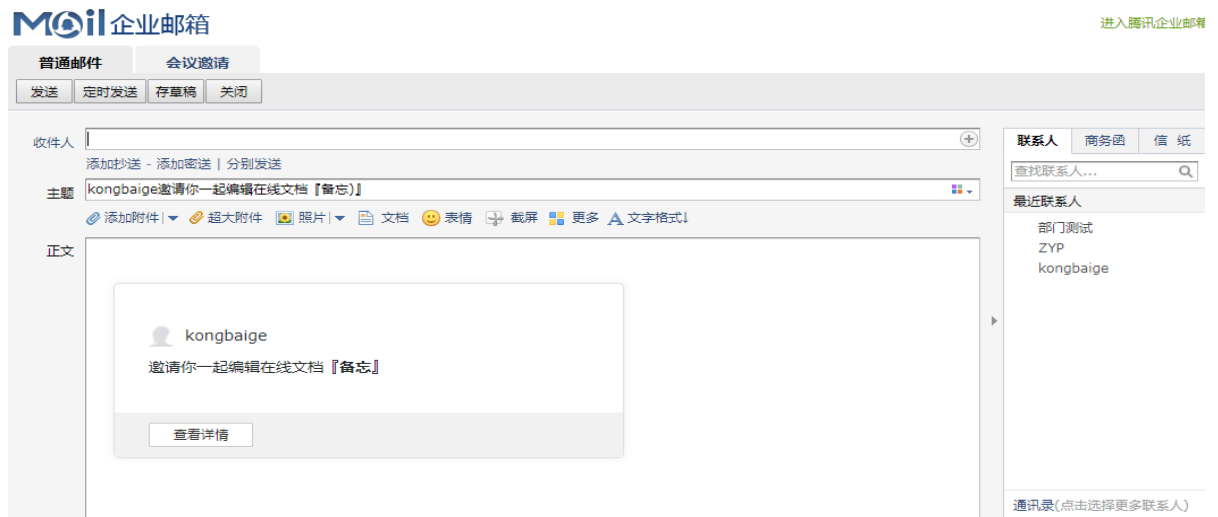 Mail企业邮箱
进入腾讯企业邮箱
普通邮件 会议邀请
发送 定时发送 存草稿 关闭
收件人
添加抄送 - 添加密送 | 分别发送
主题 kongbaige邀请你一起编辑在线文档『备忘)』
添加附件 | 超大附件 照片 | 文档 表情 截屏 更多 文字格式↓
正文
kongbaige
邀请你一起编辑在线文档『备忘』
查看详情
联系人 商务函 信 纸
查找联系人...
最近联系人
部门测试
ZYP
kongbaige
通讯录(点击选择更多联系人)